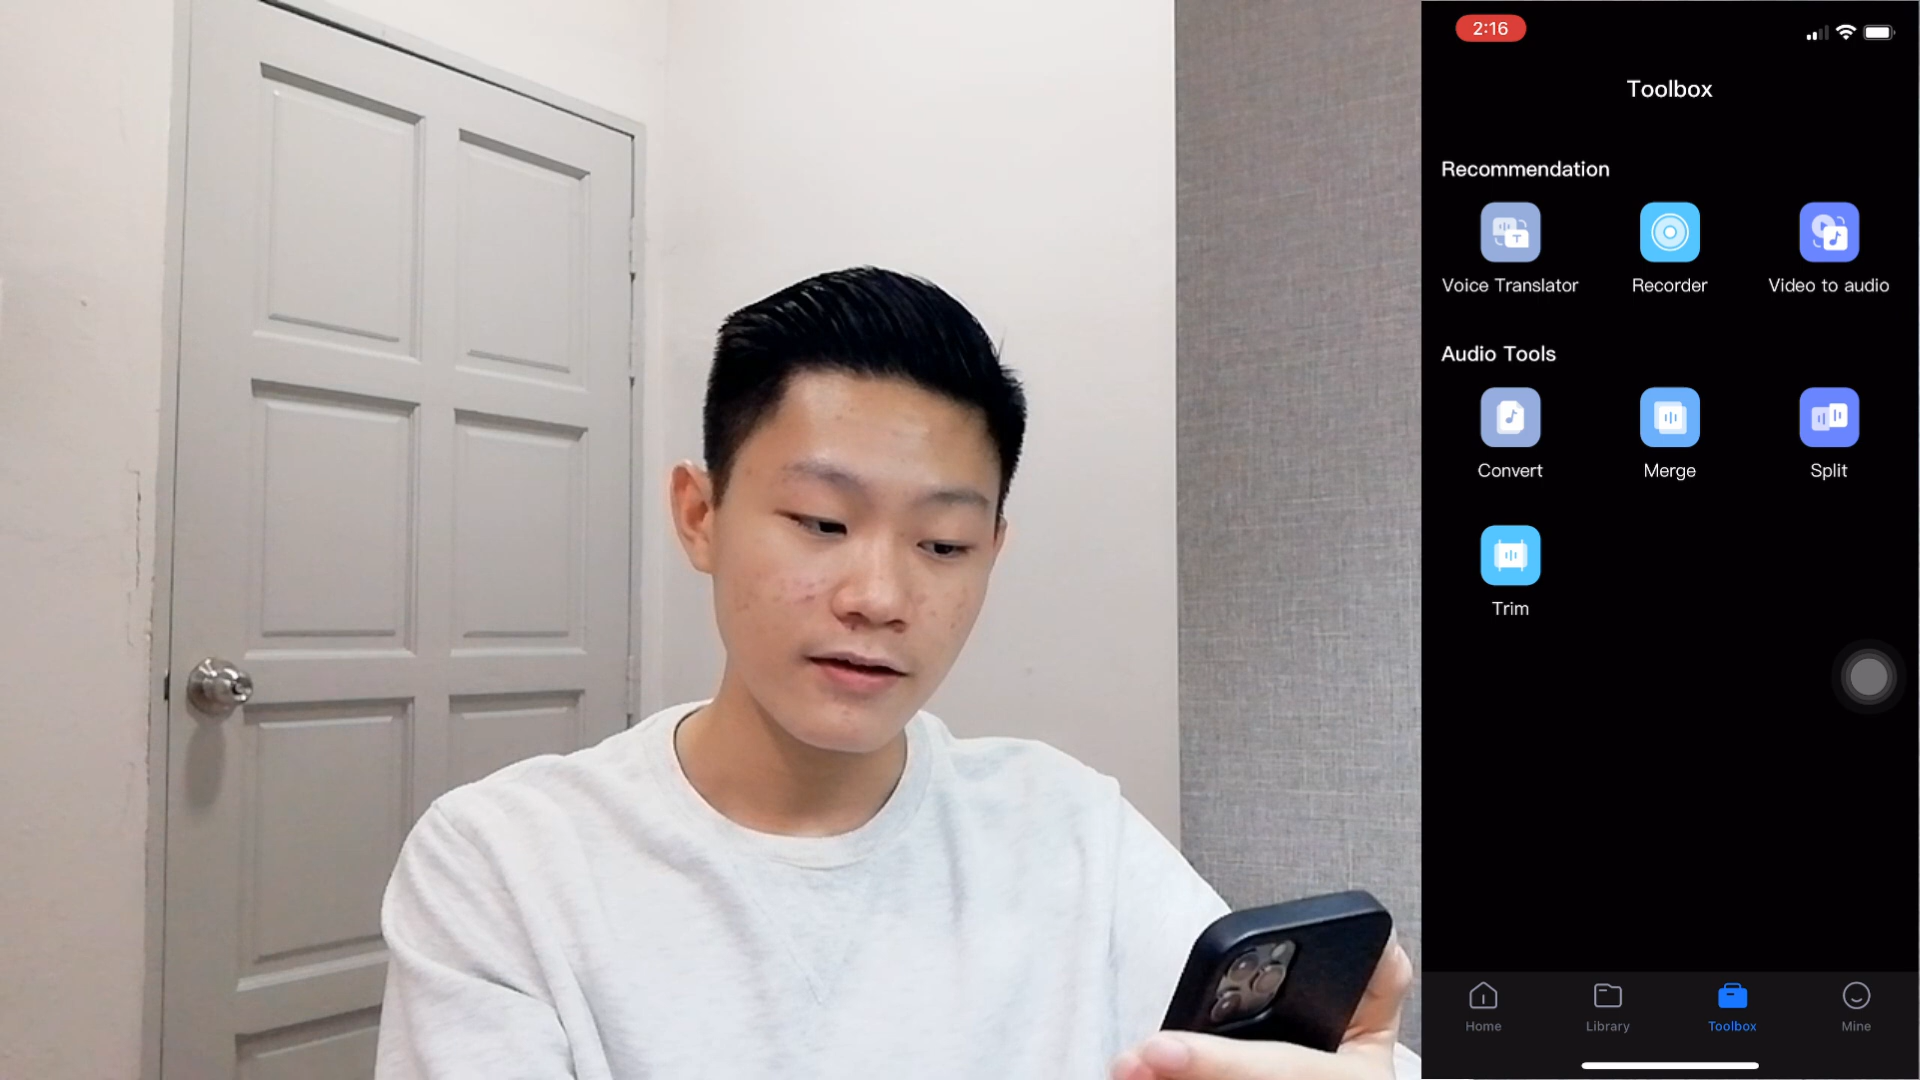 2:16
Toolbox
Recommendation
Voice Translator Recorder Video to audio
Audio Tools
Convert Merge Split
Trim
Home Library Toolbox Mine